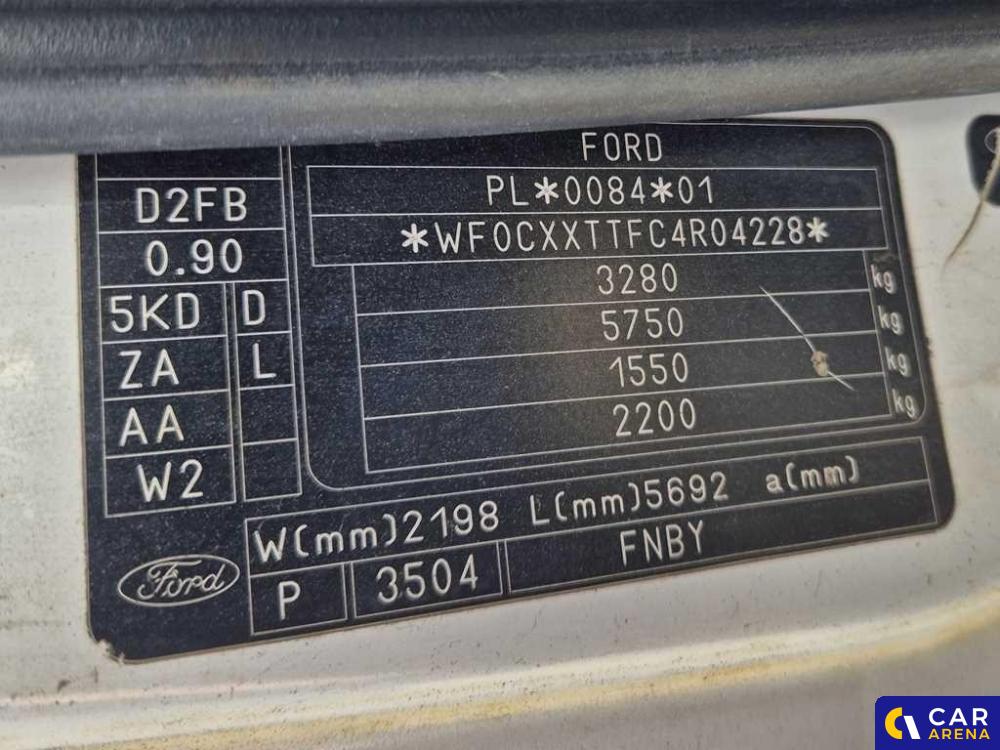 FORD
PL*0084*01
*WF0CXXTTFC4R04228*
3280 kg
5750 kg
1550 kg
2200 kg
D2FB
0.90
5KD D
ZA L
AA
W2
W(mm)2198 L(mm)5692 a(mm)
Ford P 3504 FNBY
CAR
ARENA